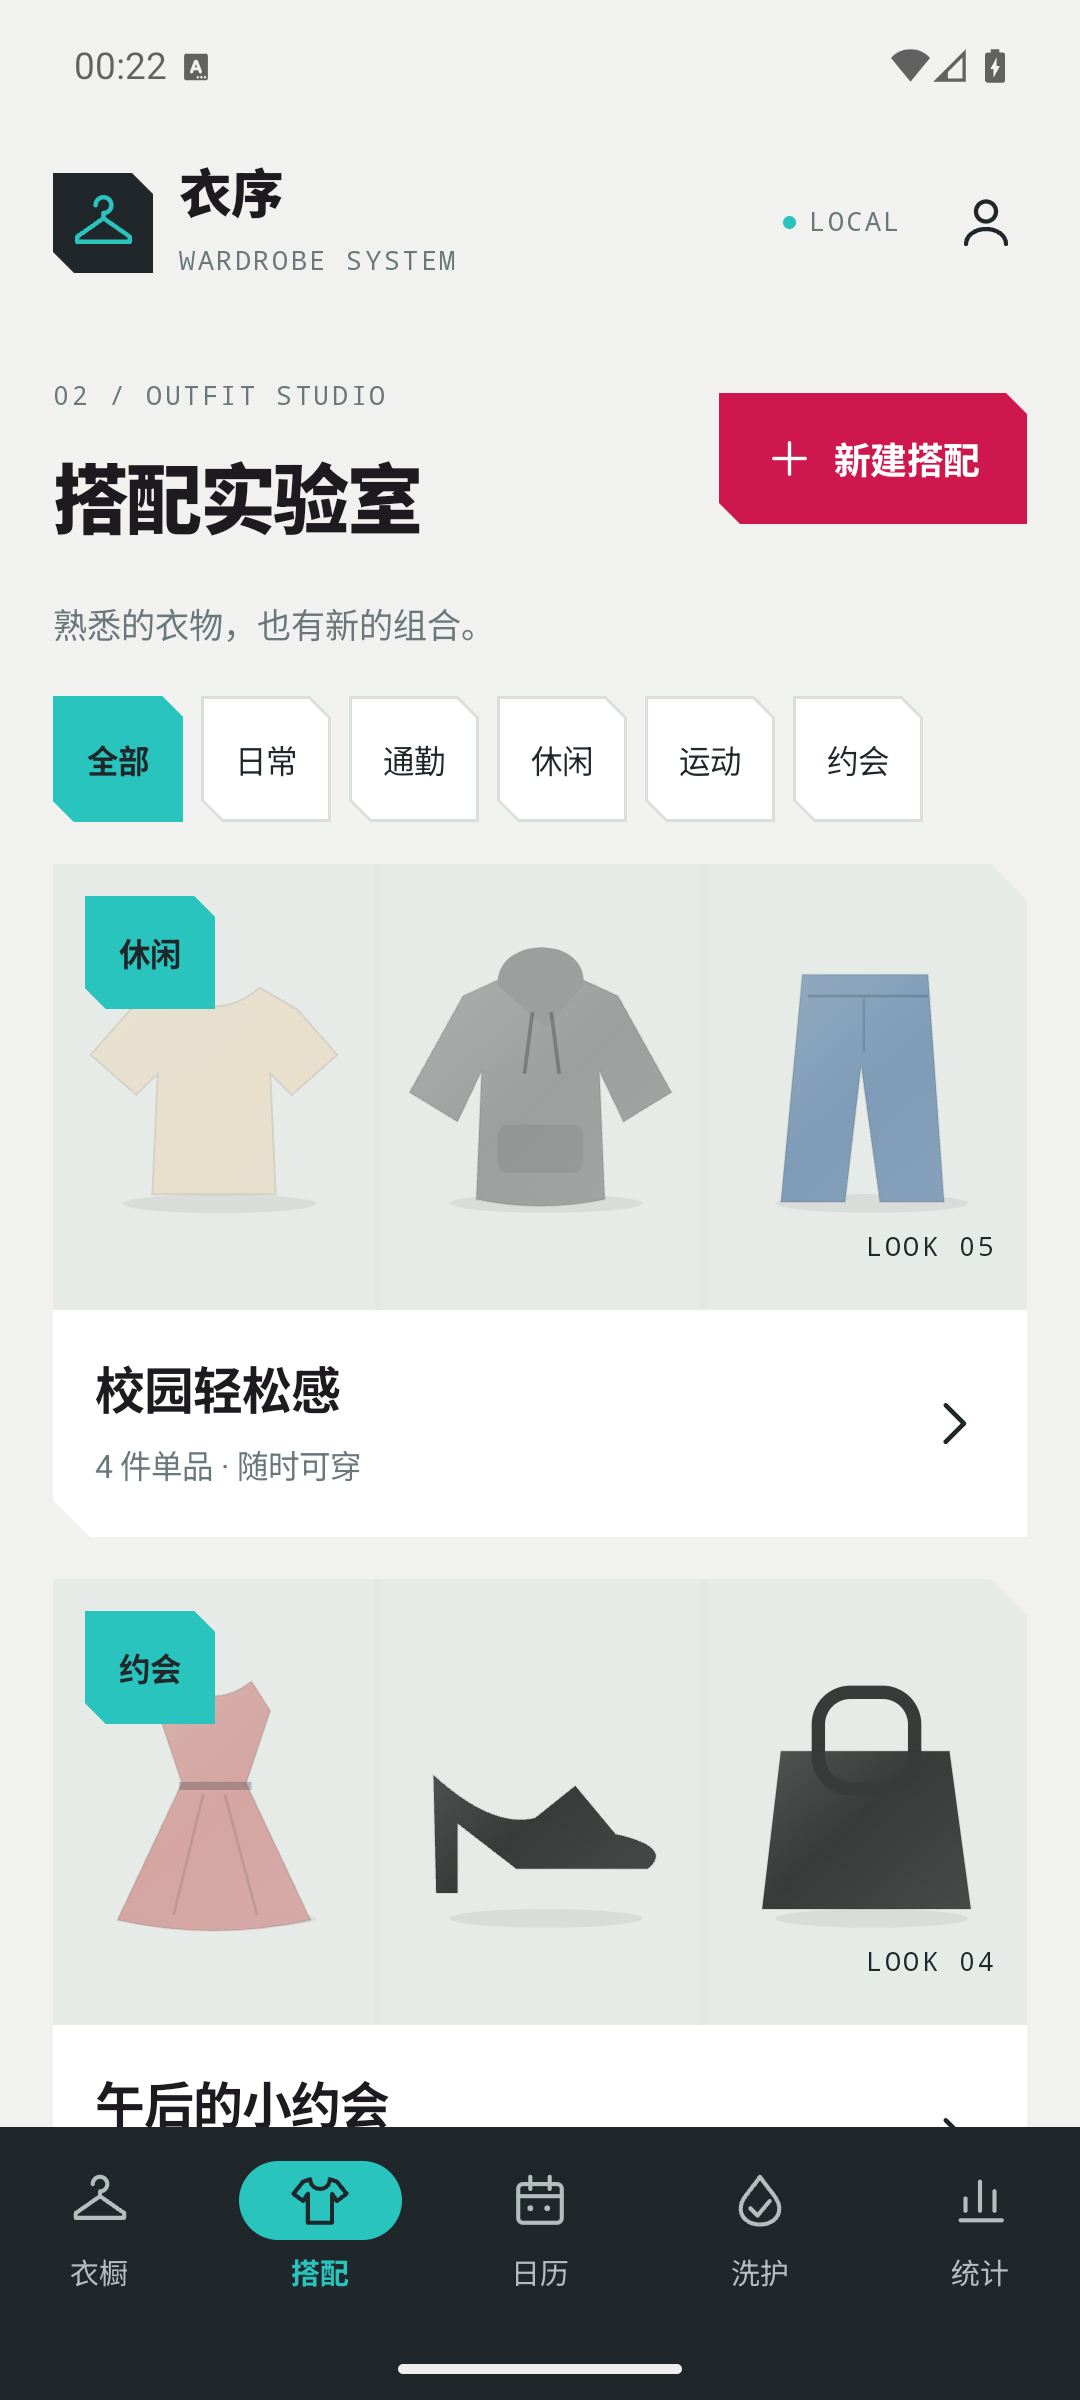 00:22
衣序
WARDROBE SYSTEM
LOCAL
02 / OUTFIT STUDIO
搭配实验室
新建搭配
熟悉的衣物，也有新的组合。
全部
日常
通勤
休闲
运动
约会
休闲
LOOK 05
校园轻松感
4 件单品 · 随时可穿
约会
LOOK 04
午后的小约会
衣橱
搭配
日历
洗护
统计